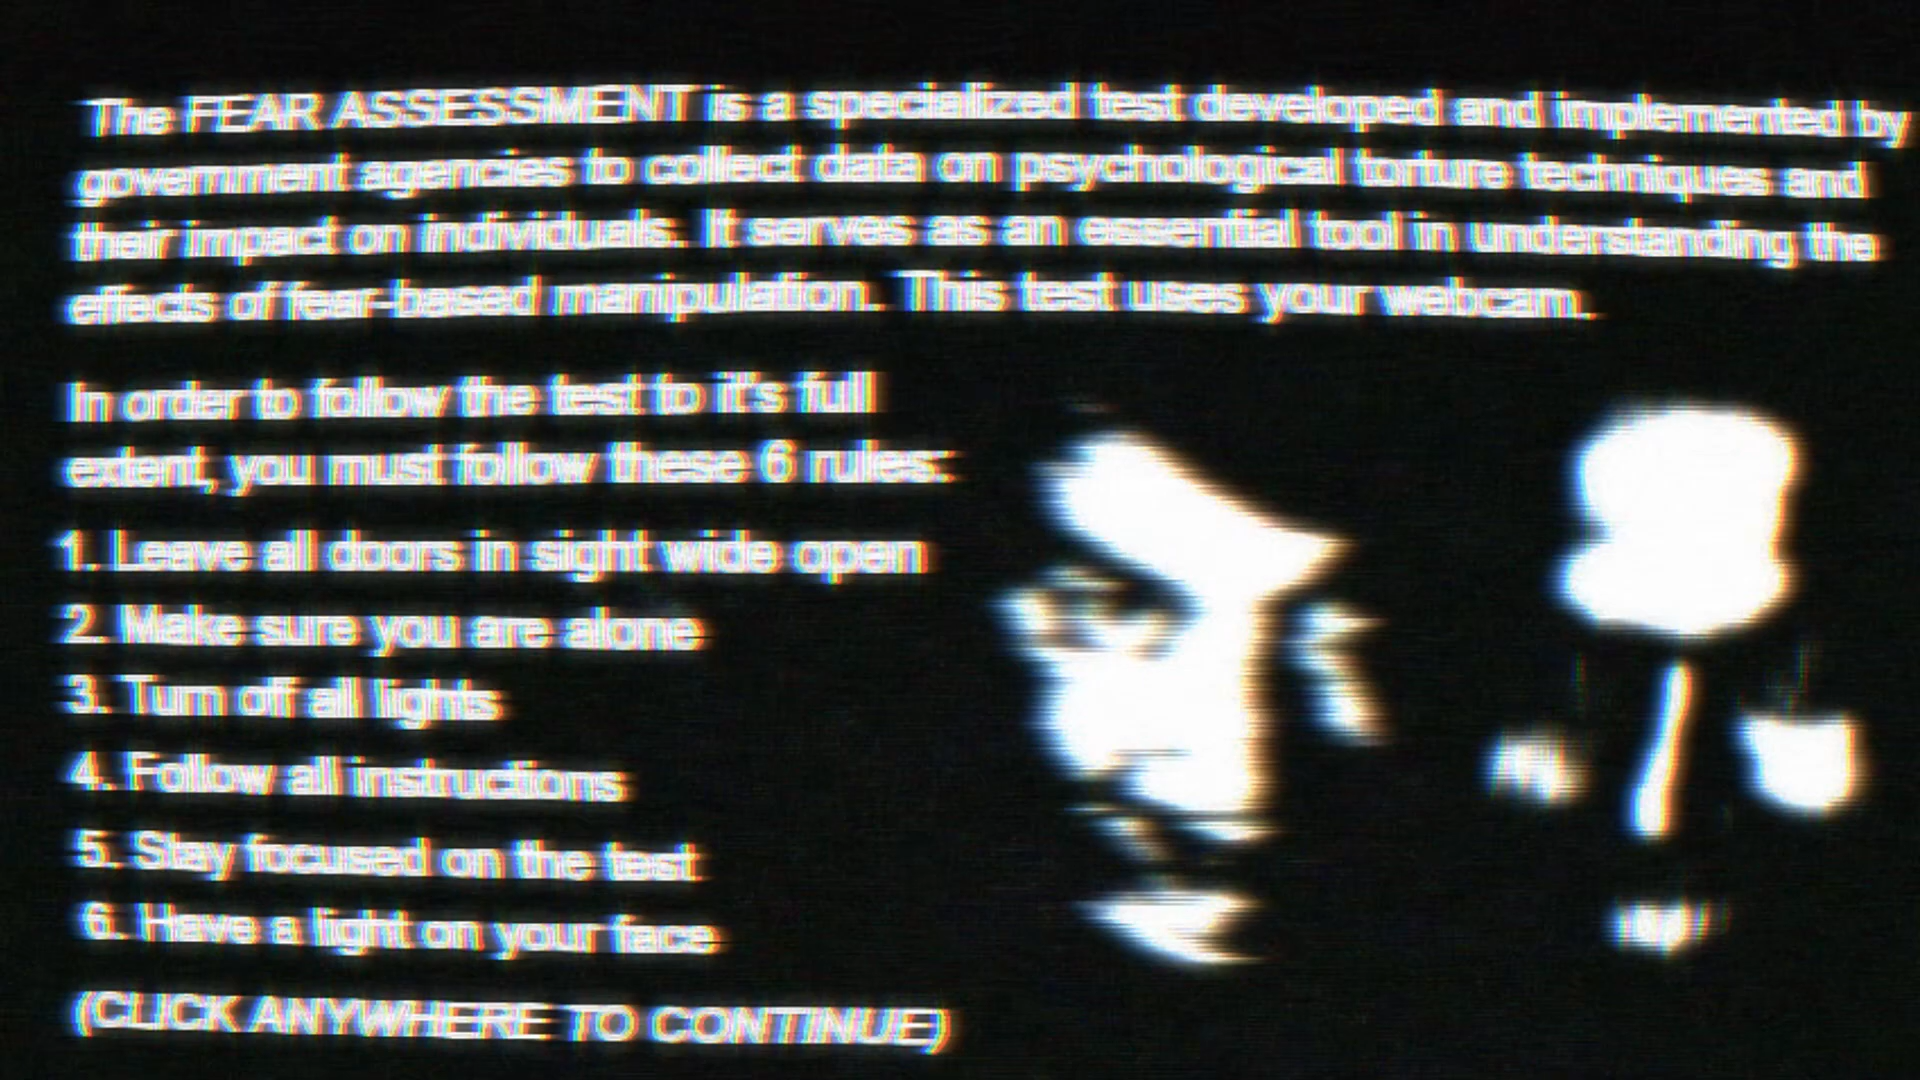 The FEAR ASSESSMENT is a specialized test developed and implemented by
government agencies to collect data on psychological torture techniques and
their impact on individuals. It serves as an essential tool in understanding the
effects of fear-based manipulation. This test uses your webcam.
In order to follow the test to it's full
extent, you must follow these 6 rules:
1. Leave all doors in sight wide open
2. Make sure you are alone
3. Turn off all lights
4. Follow all instructions
5. Stay focused on the test
6. Have a light on your face
(CLICK ANYWHERE TO CONTINUE)